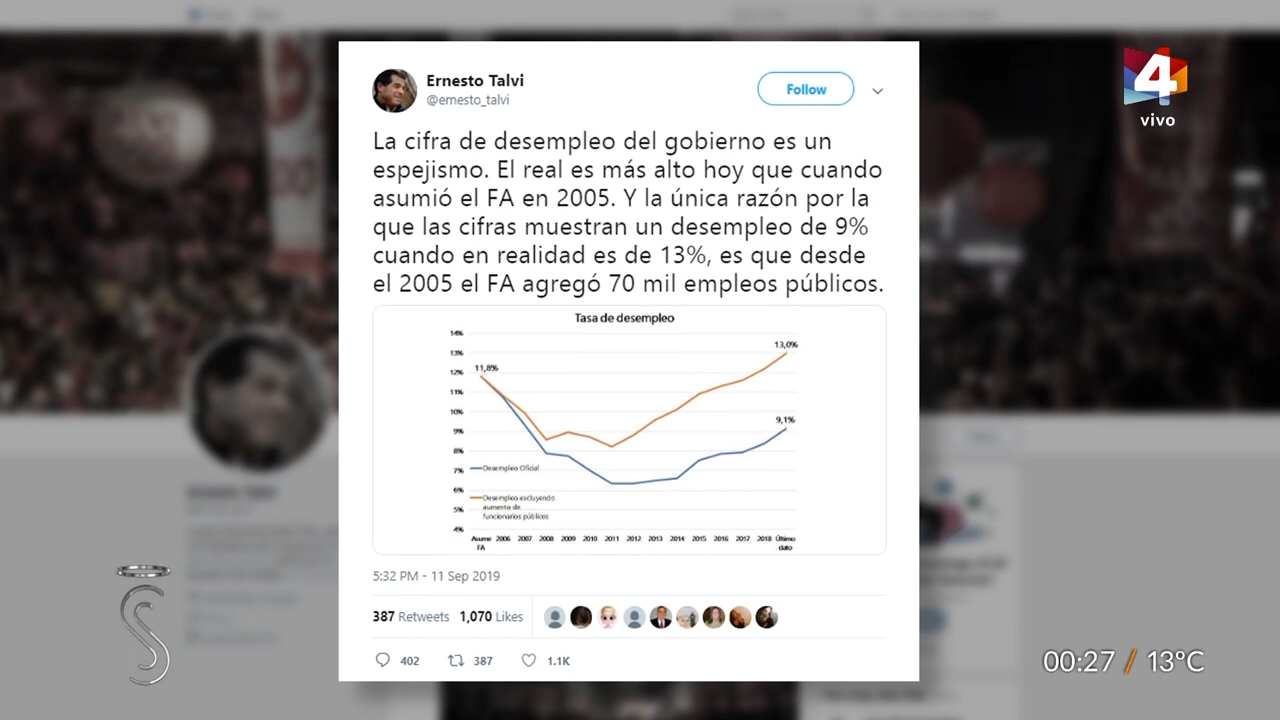 4
vivo
Ernesto Talvi
@ernesto_talvi
Follow
La cifra de desempleo del gobierno es un
espejismo. El real es más alto hoy que cuando
asumió el FA en 2005. Y la única razón por la
que las cifras muestran un desempleo de 9%
cuando en realidad es de 13%, es que desde
el 2005 el FA agregó 70 mil empleos públicos.
Tasa de desempleo
14%
13%
12%
11%
10%
9%
8%
7%
6%
5%
4%
11,8%
13,0%
9,1%
Desempleo Oficial
Desempleo excluyendo
aumento de
funcionarios públicos
Asume 2006 2007 2008 2009 2010 2011 2012 2013 2014 2015 2016 2017 2018 Último
FA dato
5:32 PM - 11 Sep 2019
387 Retweets 1,070 Likes
402 387 1.1K
00:27 / 13°C